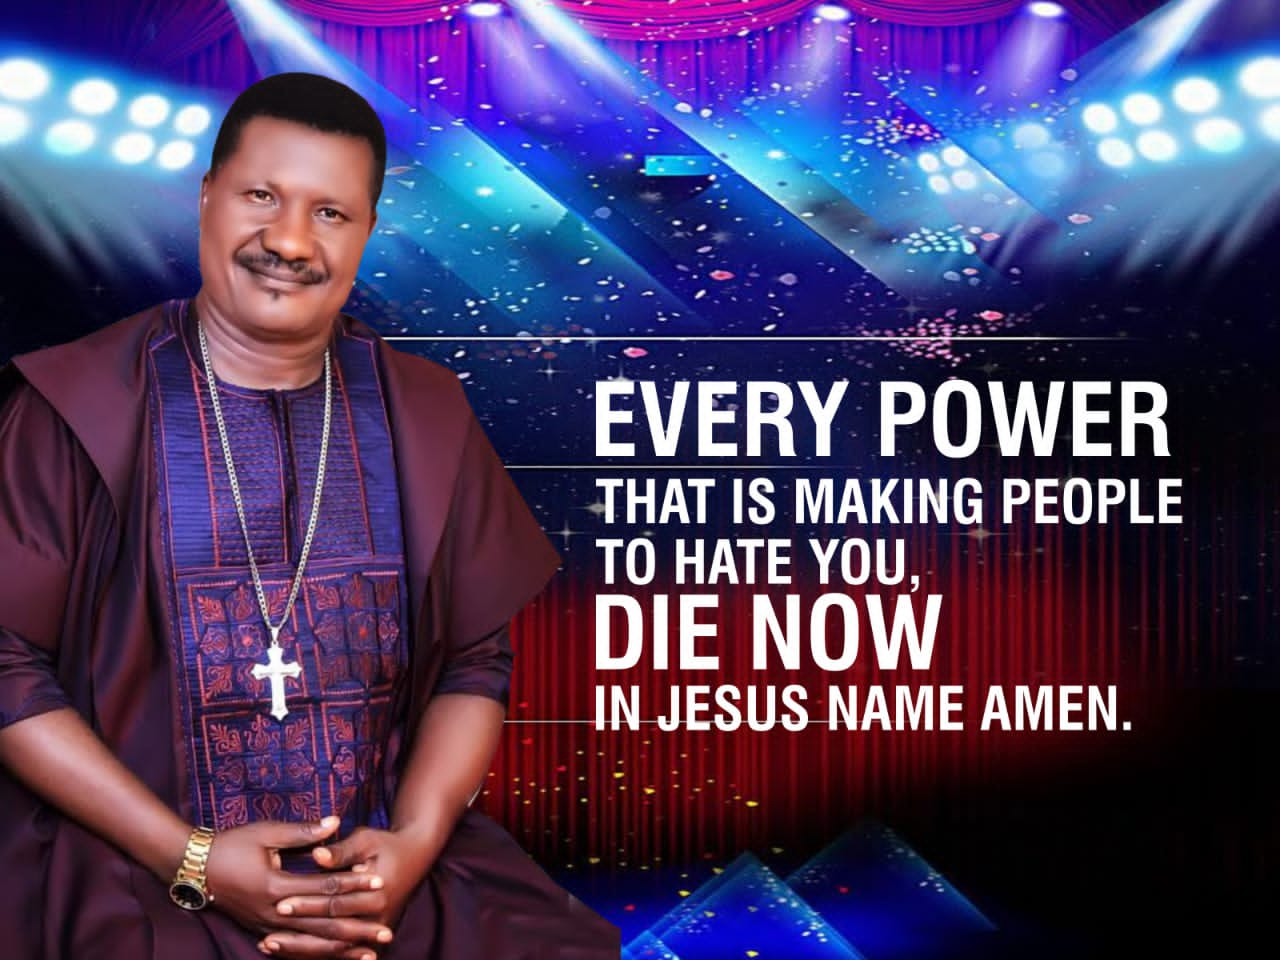 EVERY POWER
THAT IS MAKING PEOPLE
TO HATE YOU,
DIE NOW
IN JESUS NAME AMEN.